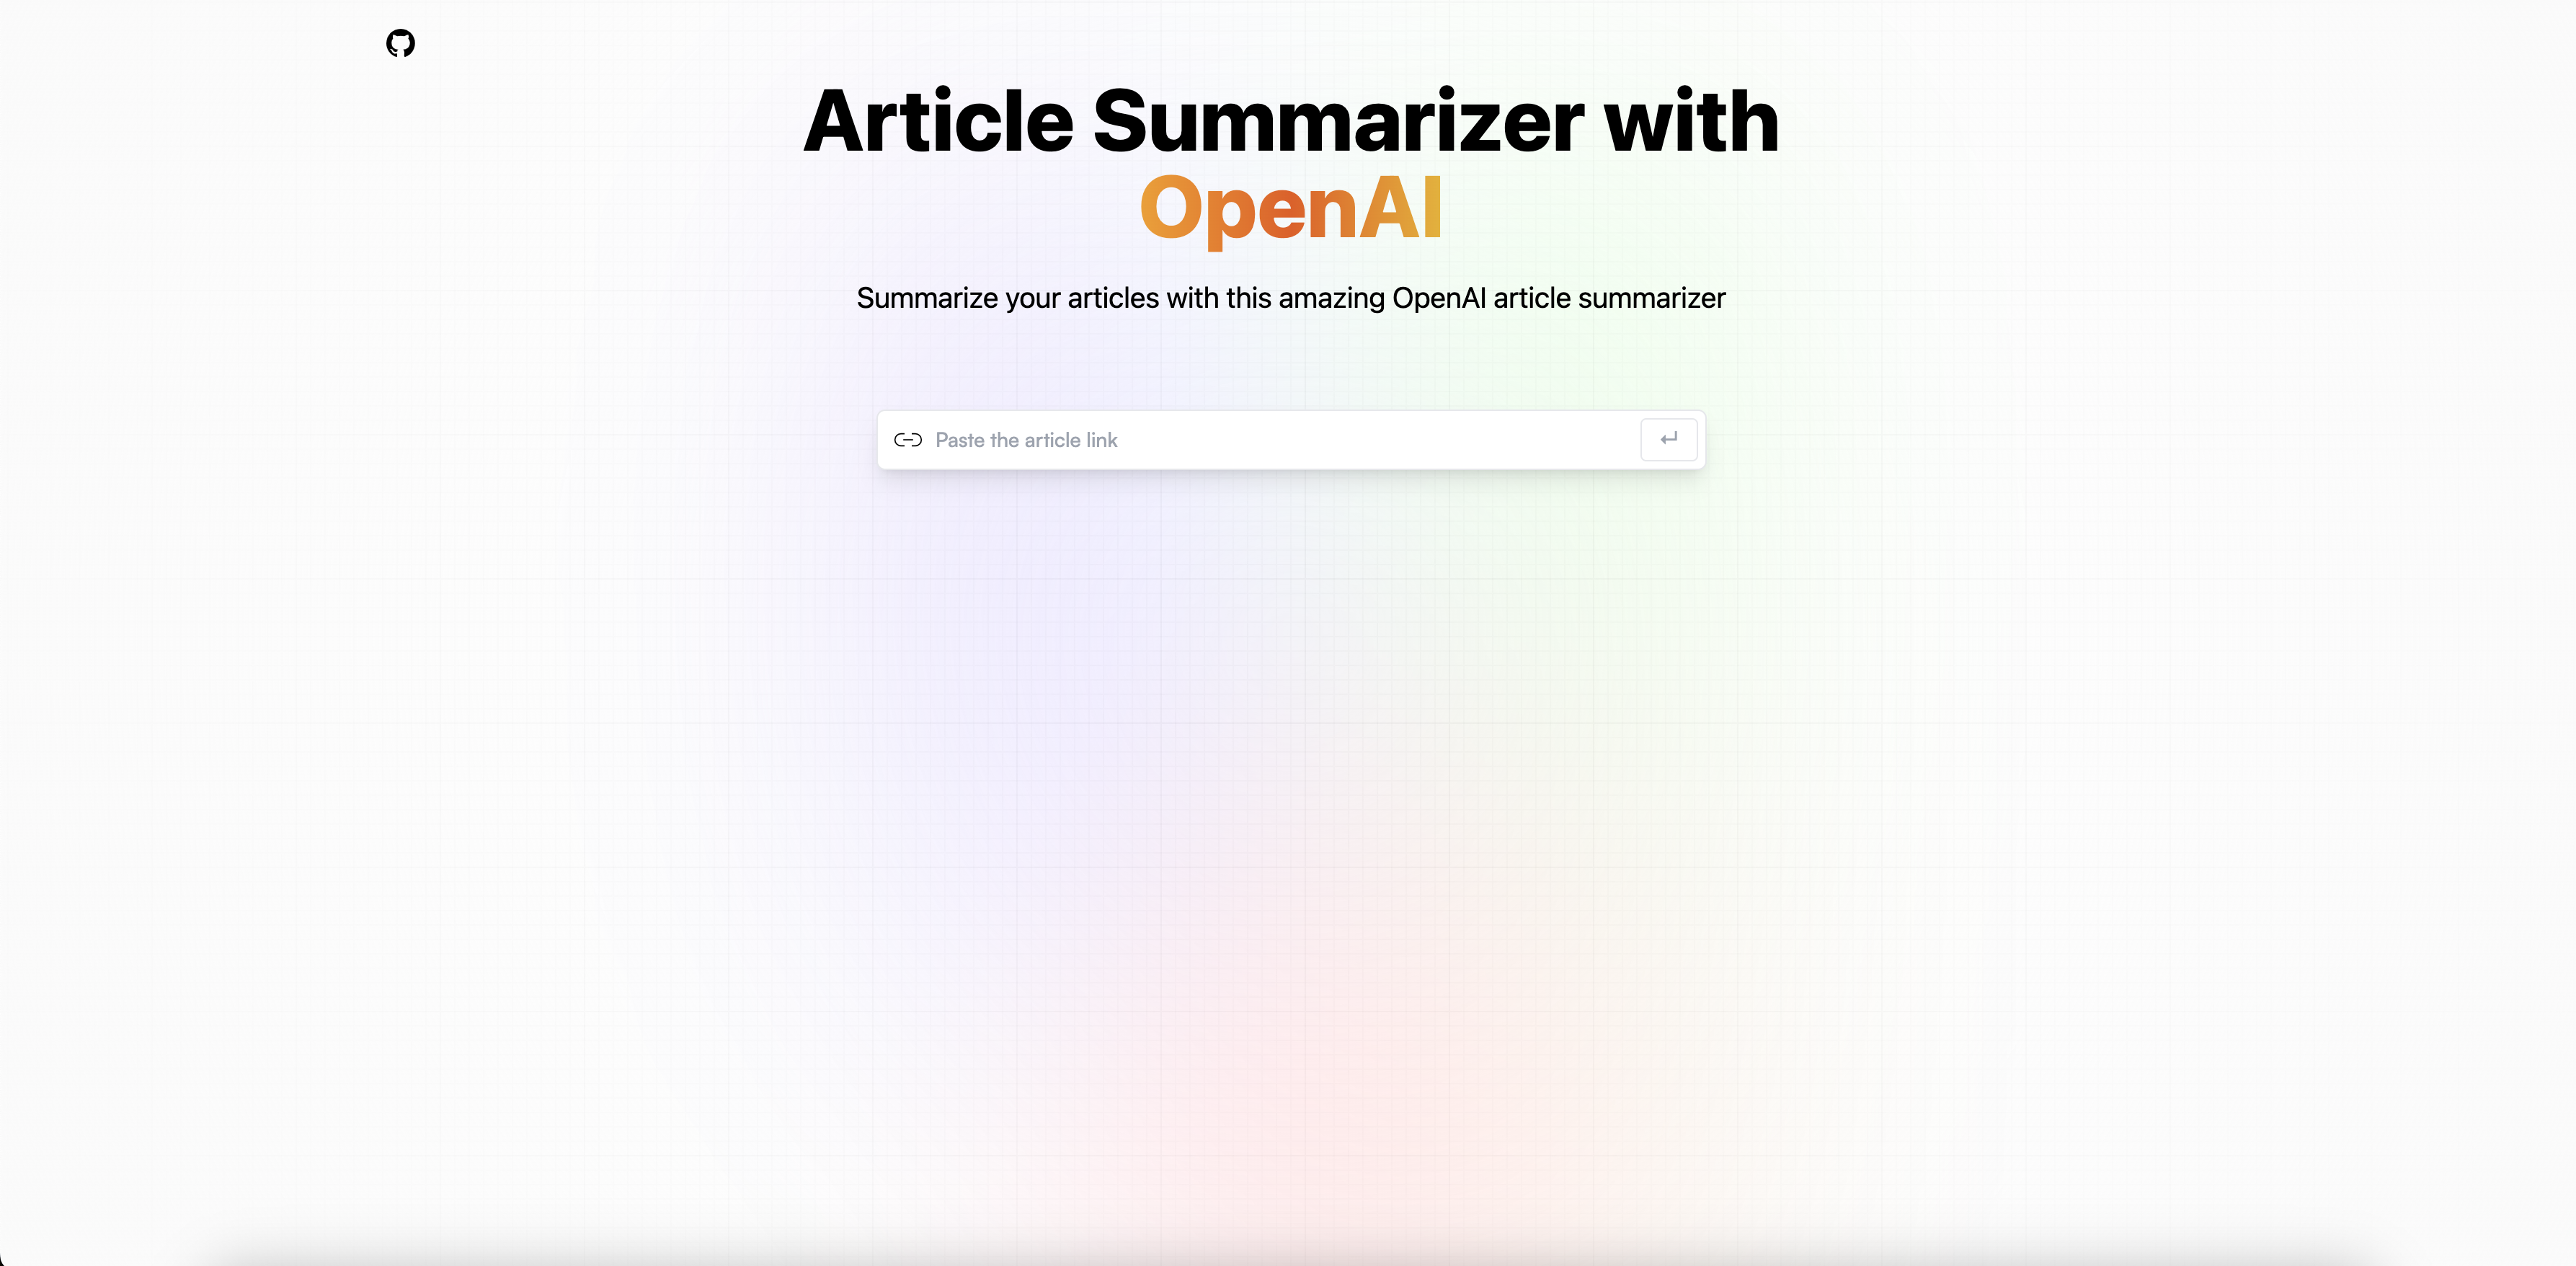 Article Summarizer with
OpenAI
Summarize your articles with this amazing OpenAI article summarizer
Paste the article link